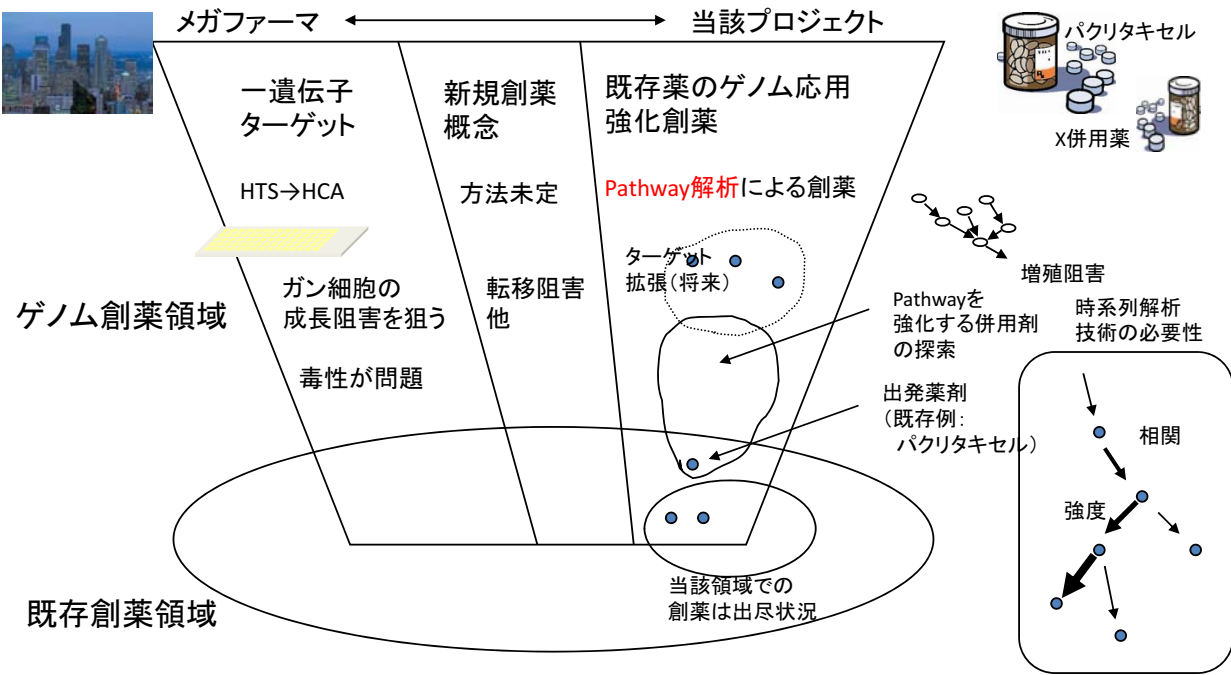 メガファーマ
当該プロジェクト
パクリタキセル
X併用薬
一遺伝子
ターゲット
新規創薬
概念
既存薬のゲノム応用
強化創薬
HTS→HCA
方法未定
Pathway解析による創薬
ターゲット
拡張(将来)
増殖阻害
ゲノム創薬領域
ガン細胞の
成長阻害を狙う
転移阻害
他
Pathwayを
強化する併用剤
の探索
時系列解析
技術の必要性
毒性が問題
出発薬剤
(既存例:
パクリタキセル)
相関
強度
当該領域での
創薬は出尽状況
既存創薬領域